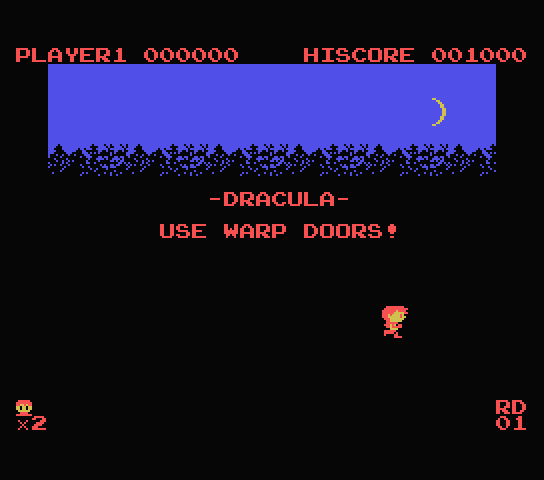 PLAYER1 000000 HISCORE 001000
-DRACULA-
USE WARP DOORS!
RD
×2 01